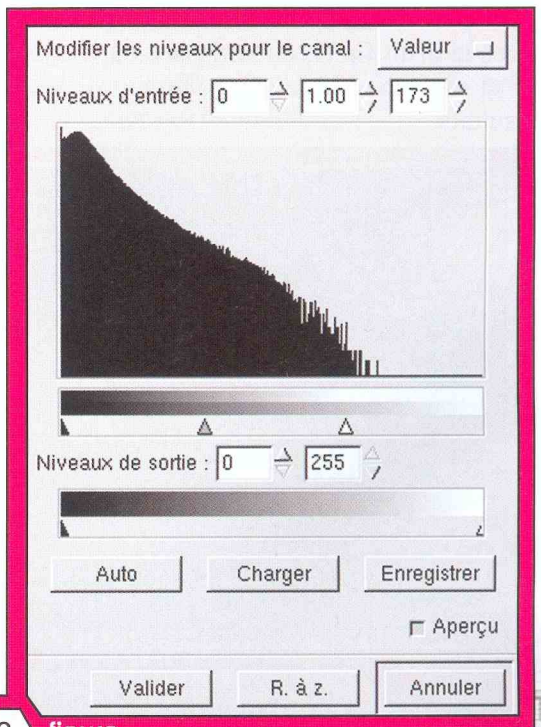 Modifier les niveaux pour le canal : Valeur
Niveaux d'entrée : 0 1.00 173
Niveaux de sortie : 0 255
Auto Charger Enregistrer
Aperçu
Valider R. à z. Annuler